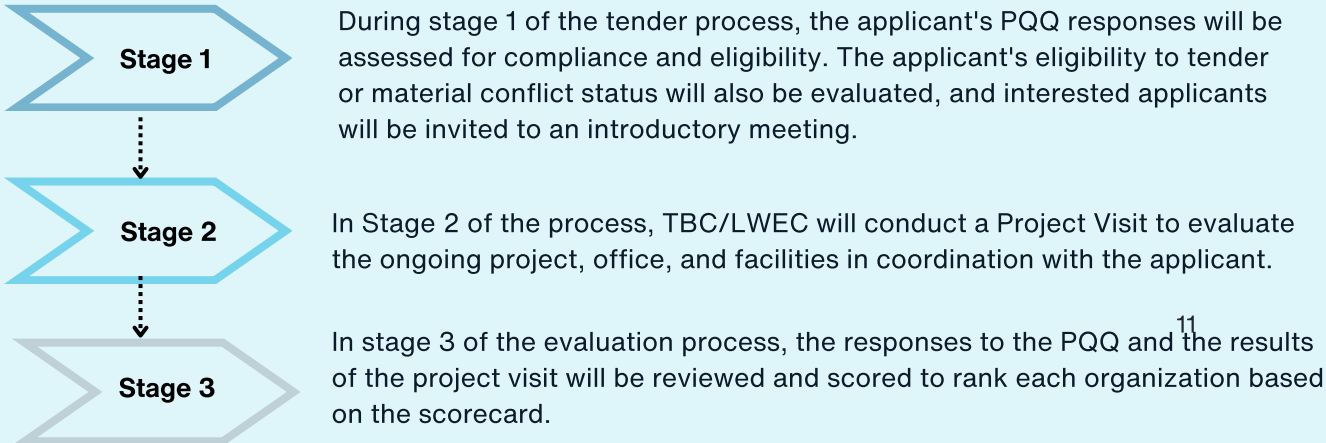 Stage 1
During stage 1 of the tender process, the applicant's PQQ responses will be
assessed for compliance and eligibility. The applicant's eligibility to tender
or material conflict status will also be evaluated, and interested applicants
will be invited to an introductory meeting.
Stage 2
In Stage 2 of the process, TBC/LWEC will conduct a Project Visit to evaluate
the ongoing project, office, and facilities in coordination with the applicant.
11
Stage 3
In stage 3 of the evaluation process, the responses to the PQQ and the results
of the project visit will be reviewed and scored to rank each organization based
on the scorecard.